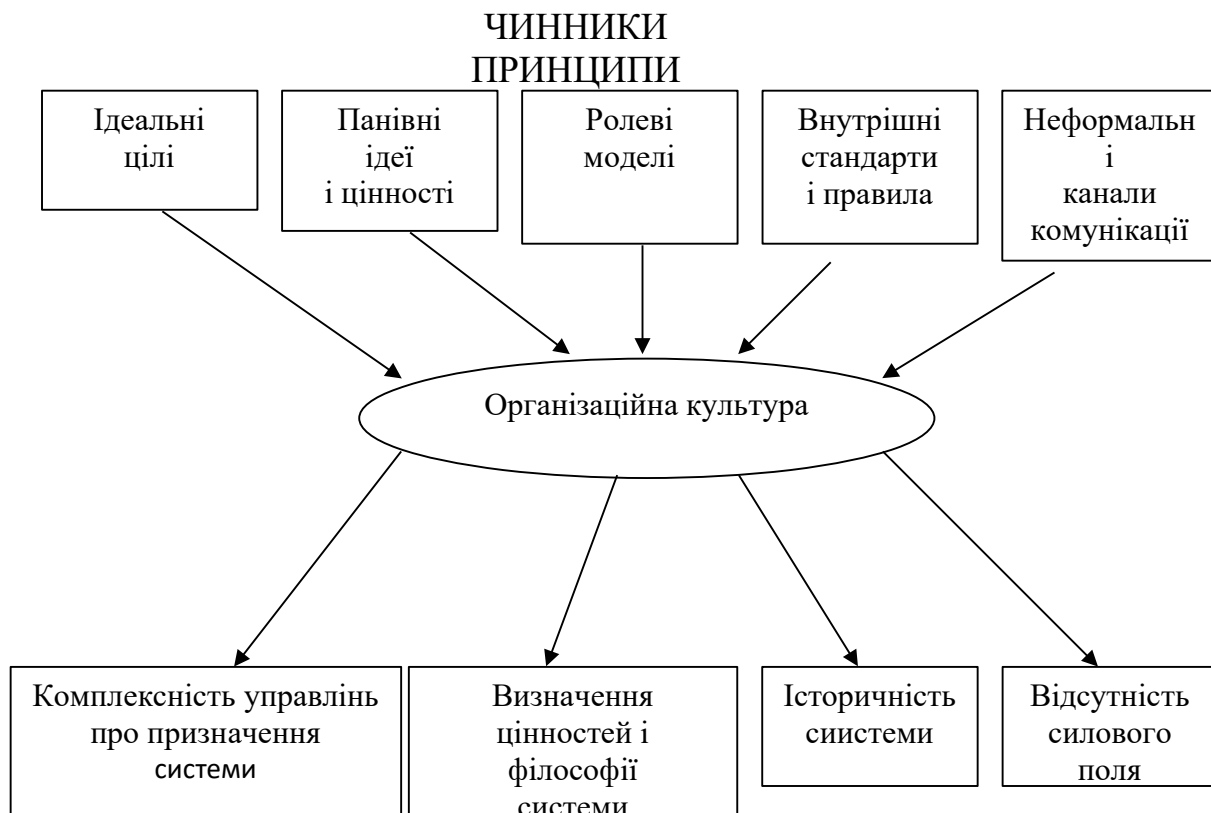 ЧИННИКИ
ПРИНЦИПИ
Ідеальні
цілі
Панівні
ідеї
і цінності
Ролеві
моделі
Внутрішні
стандарти
і правила
Неформальн
і
канали
комунікації
Організаційна культура
Комплексність управлінь
про призначення
системи
Визначення
цінностей і
філософії
системи
Історичність
сиистеми
Відсутність
силового
поля